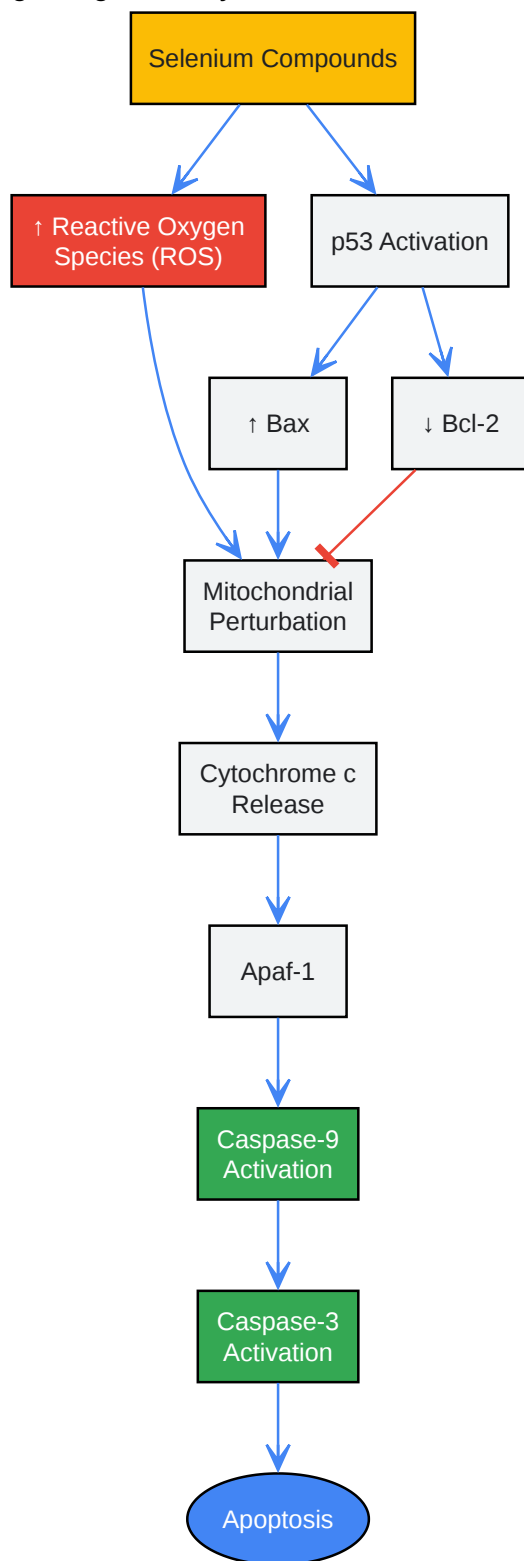 Selenium Compounds
↑ Reactive Oxygen
Species (ROS)
p53 Activation
↑ Bax
↓ Bcl-2
Mitochondrial
Perturbation
Cytochrome c
Release
Apaf-1
Caspase-9
Activation
Caspase-3
Activation
Apoptosis